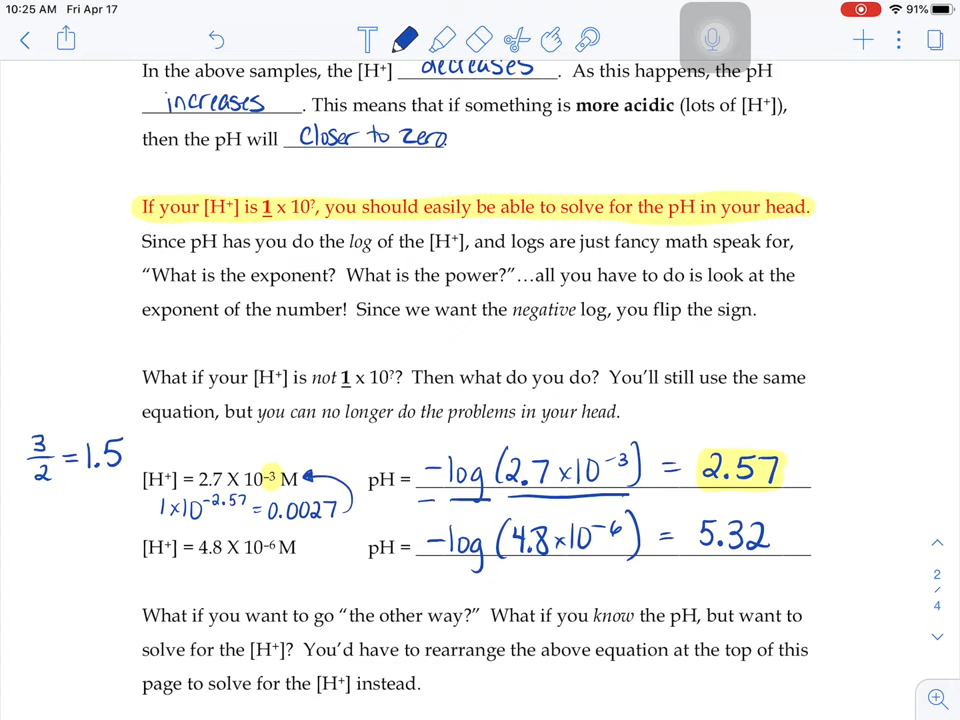 10:25 AM Fri Apr 17
91%
In the above samples, the [H⁺] decreases. As this happens, the pH
increases. This means that if something is more acidic (lots of [H⁺]),
then the pH will closer to zero.
If your [H⁺] is 1 x 10?, you should easily be able to solve for the pH in your head.
Since pH has you do the log of the [H⁺], and logs are just fancy math speak for,
“What is the exponent? What is the power?”…all you have to do is look at the
exponent of the number! Since we want the negative log, you flip the sign.
What if your [H⁺] is not 1 x 10?? Then what do you do? You’ll still use the same
equation, but you can no longer do the problems in your head.
3/2 = 1.5
[H⁺] = 2.7 X 10⁻³ M pH = -log (2.7 x 10⁻³) = 2.57
1 x 10⁻²·⁵⁷ = 0.0027
[H⁺] = 4.8 X 10⁻⁶ M pH = -log (4.8 x 10⁻⁶) = 5.32
2
/
4
What if you want to go “the other way?” What if you know the pH, but want to
solve for the [H⁺]? You’d have to rearrange the above equation at the top of this
page to solve for the [H⁺] instead.